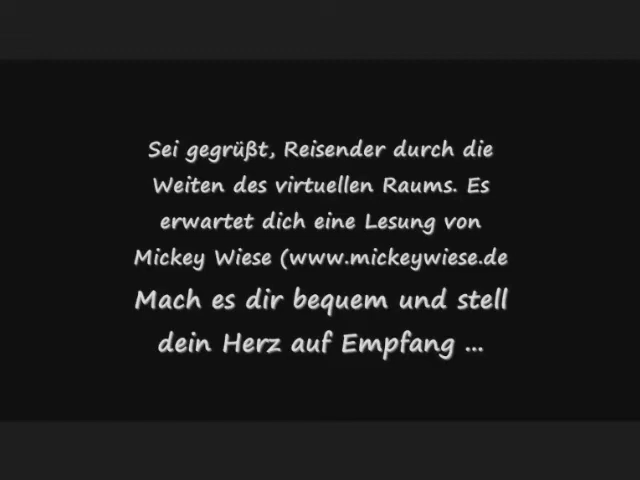 Sei gegrüßt, Reisender durch die
Weiten des virtuellen Raums. Es
erwartet dich eine Lesung von
Mickey Wiese (www.mickeywiese.de
Mach es dir bequem und stell
dein Herz auf Empfang ...